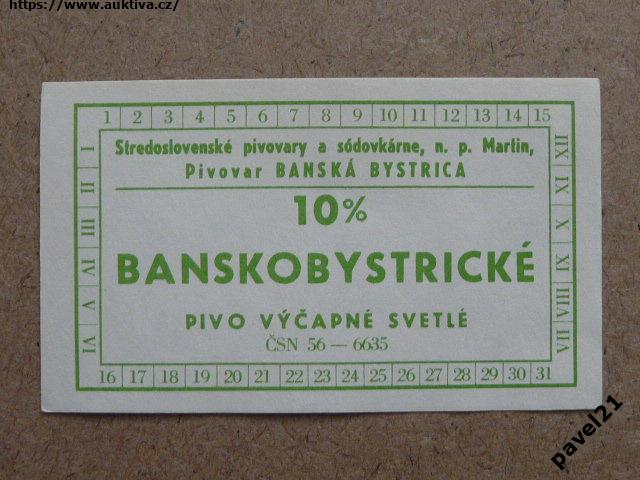 https://www.auktiva.cz/
1 2 3 4 5 6 7 8 9 10 11 12 13 14 15
Stredoslovenské pivovary a sódovkárne, n. p. Martin,
Pivovar BANSKÁ BYSTRICA
10%
BANSKOBYSTRICKÉ
PIVO VÝČAPNÉ SVETLÉ
ČSN 56 — 6635
16 17 18 19 20 21 22 23 24 25 26 27 28 29 30 31
I II III IV V VI
VII VIII XI X IX XII
pavel21